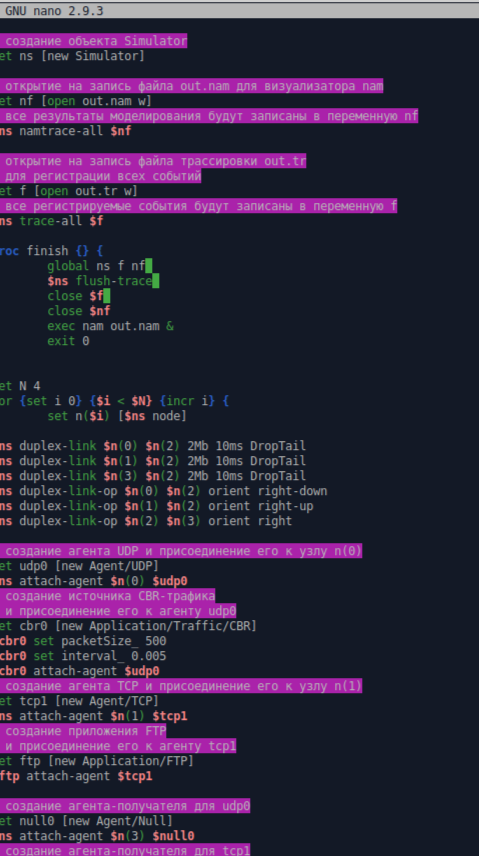 GNU nano 2.9.3
создание объекта Simulator
et ns [new Simulator]
открытие на запись файла out.nam для визуализатора nam
et nf [open out.nam w]
все результаты моделирования будут записаны в переменную nf
ns namtrace-all $nf
открытие на запись файла трассировки out.tr
для регистрации всех событий
et f [open out.tr w]
все регистрируемые события будут записаны в переменную f
ns trace-all $f
roc finish {} {
global ns f nf
$ns flush-trace
close $f
close $nf
exec nam out.nam &
exit 0
et N 4
or {set i 0} {$i < $N} {incr i} {
set n($i) [$ns node]
ns duplex-link $n(0) $n(2) 2Mb 10ms DropTail
ns duplex-link $n(1) $n(2) 2Mb 10ms DropTail
ns duplex-link $n(3) $n(2) 2Mb 10ms DropTail
ns duplex-link-op $n(0) $n(2) orient right-down
ns duplex-link-op $n(1) $n(2) orient right-up
ns duplex-link-op $n(2) $n(3) orient right
создание агента UDP и присоединение его к узлу n(0)
et udp0 [new Agent/UDP]
ns attach-agent $n(0) $udp0
создание источника CBR-трафика
и присоединение его к агенту udp0
et cbr0 [new Application/Traffic/CBR]
cbr0 set packetSize_ 500
cbr0 set interval_ 0.005
cbr0 attach-agent $udp0
создание агента TCP и присоединение его к узлу n(1)
et tcp1 [new Agent/TCP]
ns attach-agent $n(1) $tcp1
создание приложения FTP
и присоединение его к агенту tcp1
et ftp [new Application/FTP]
ftp attach-agent $tcp1
создание агента-получателя для udp0
et null0 [new Agent/Null]
ns attach-agent $n(3) $null0
создание агента-получателя для tcp1